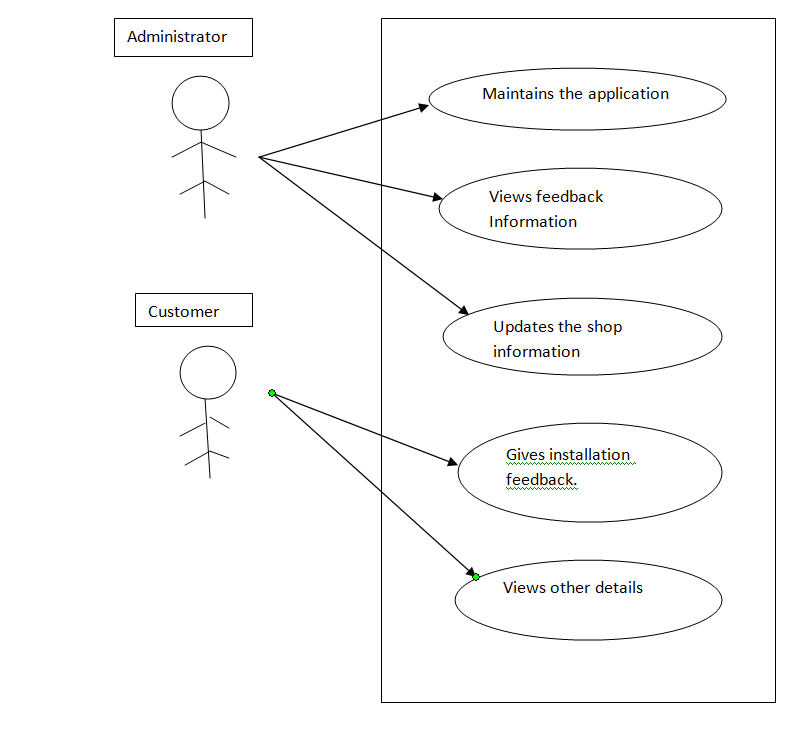 Administrator
Maintains the application
Views feedback
Information
Customer
Updates the shop
information
Gives installation
feedback.
Views other details